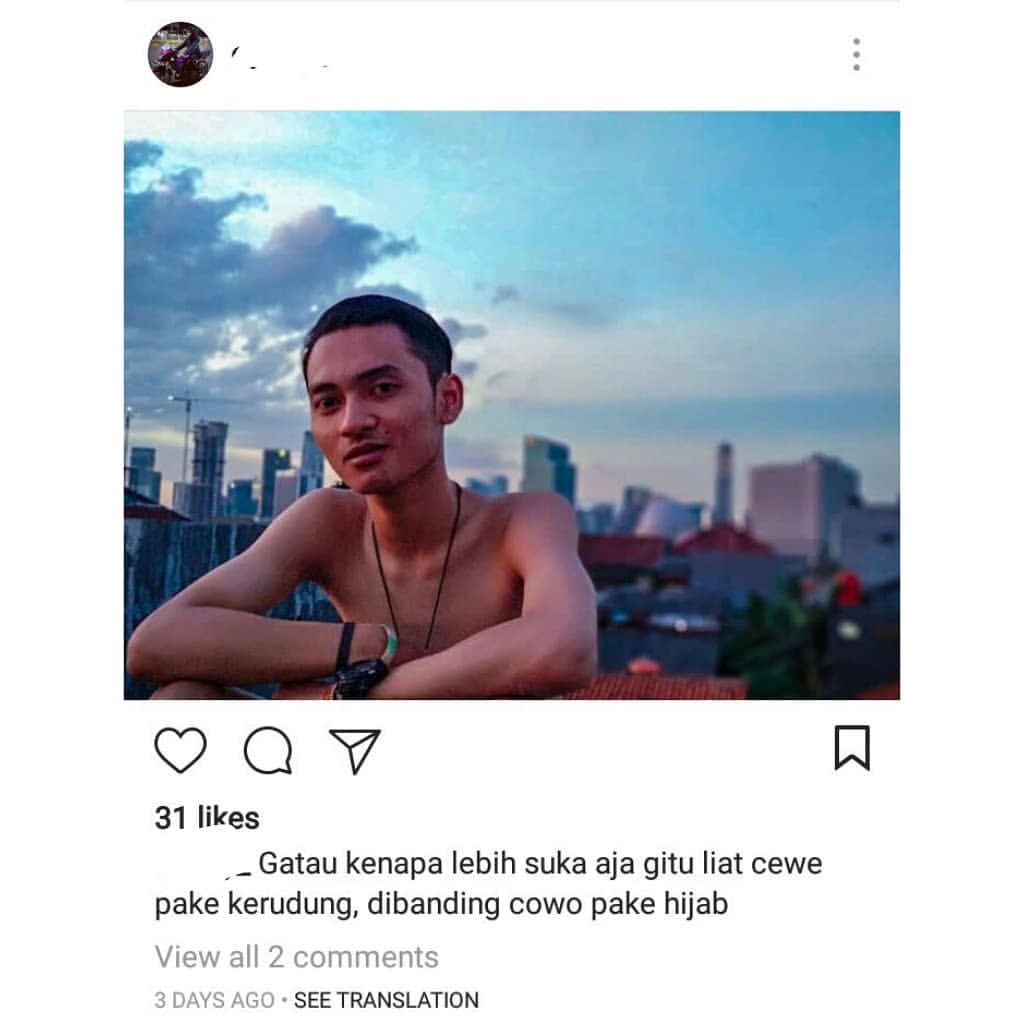 31 likes
Gatau kenapa lebih suka aja gitu liat cewe
pake kerudung, dibanding cowo pake hijab
View all 2 comments
3 DAYS AGO • SEE TRANSLATION